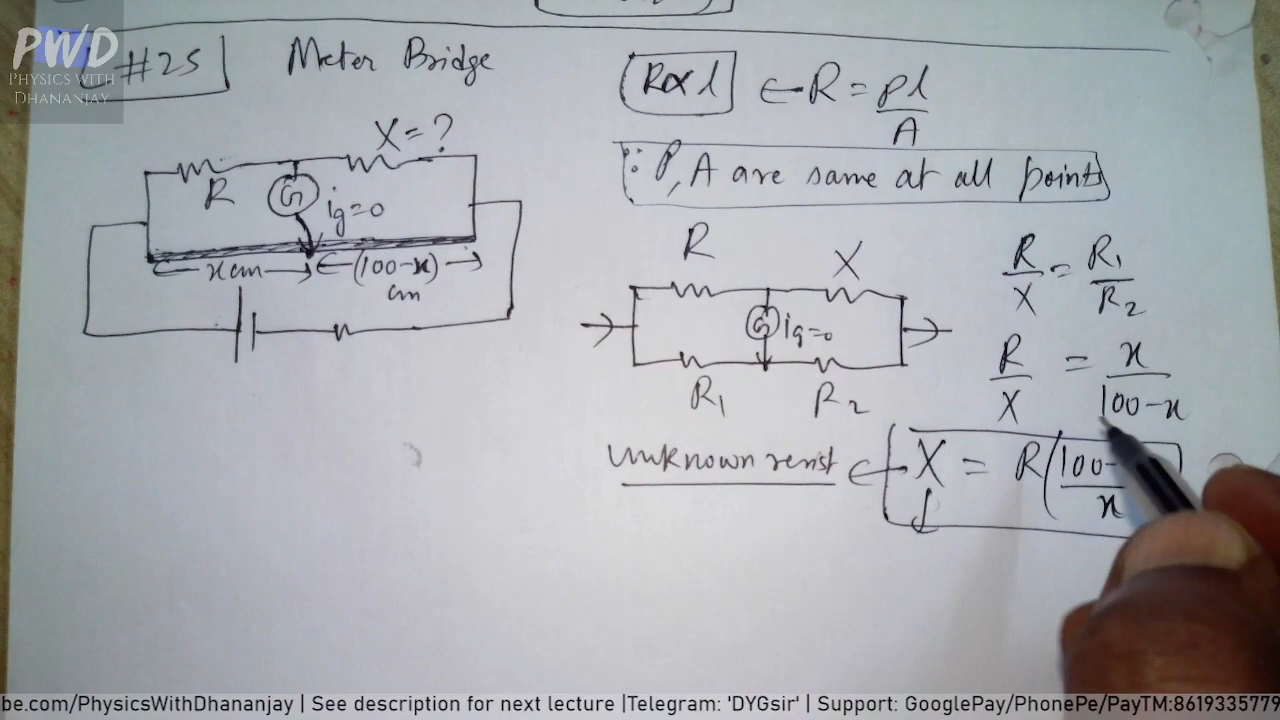 PWD
PHYSICS WITH
DHANANJAY
#25
Meter Bridge
R∝l ← R = ρl/A
∵ ρ, A are same at all points
X = ?
R
G
ig=0
x cm
(100-x)
cm
R
X
G
ig=0
R1
R2
R/X = R1/R2
R/X = x/100-x
unknown resist ← X = R(100-
x
be.com/PhysicsWithDhananjay | See description for next lecture |Telegram: 'DYGsir' | Support: GooglePay/PhonePe/PayTM:8619335779